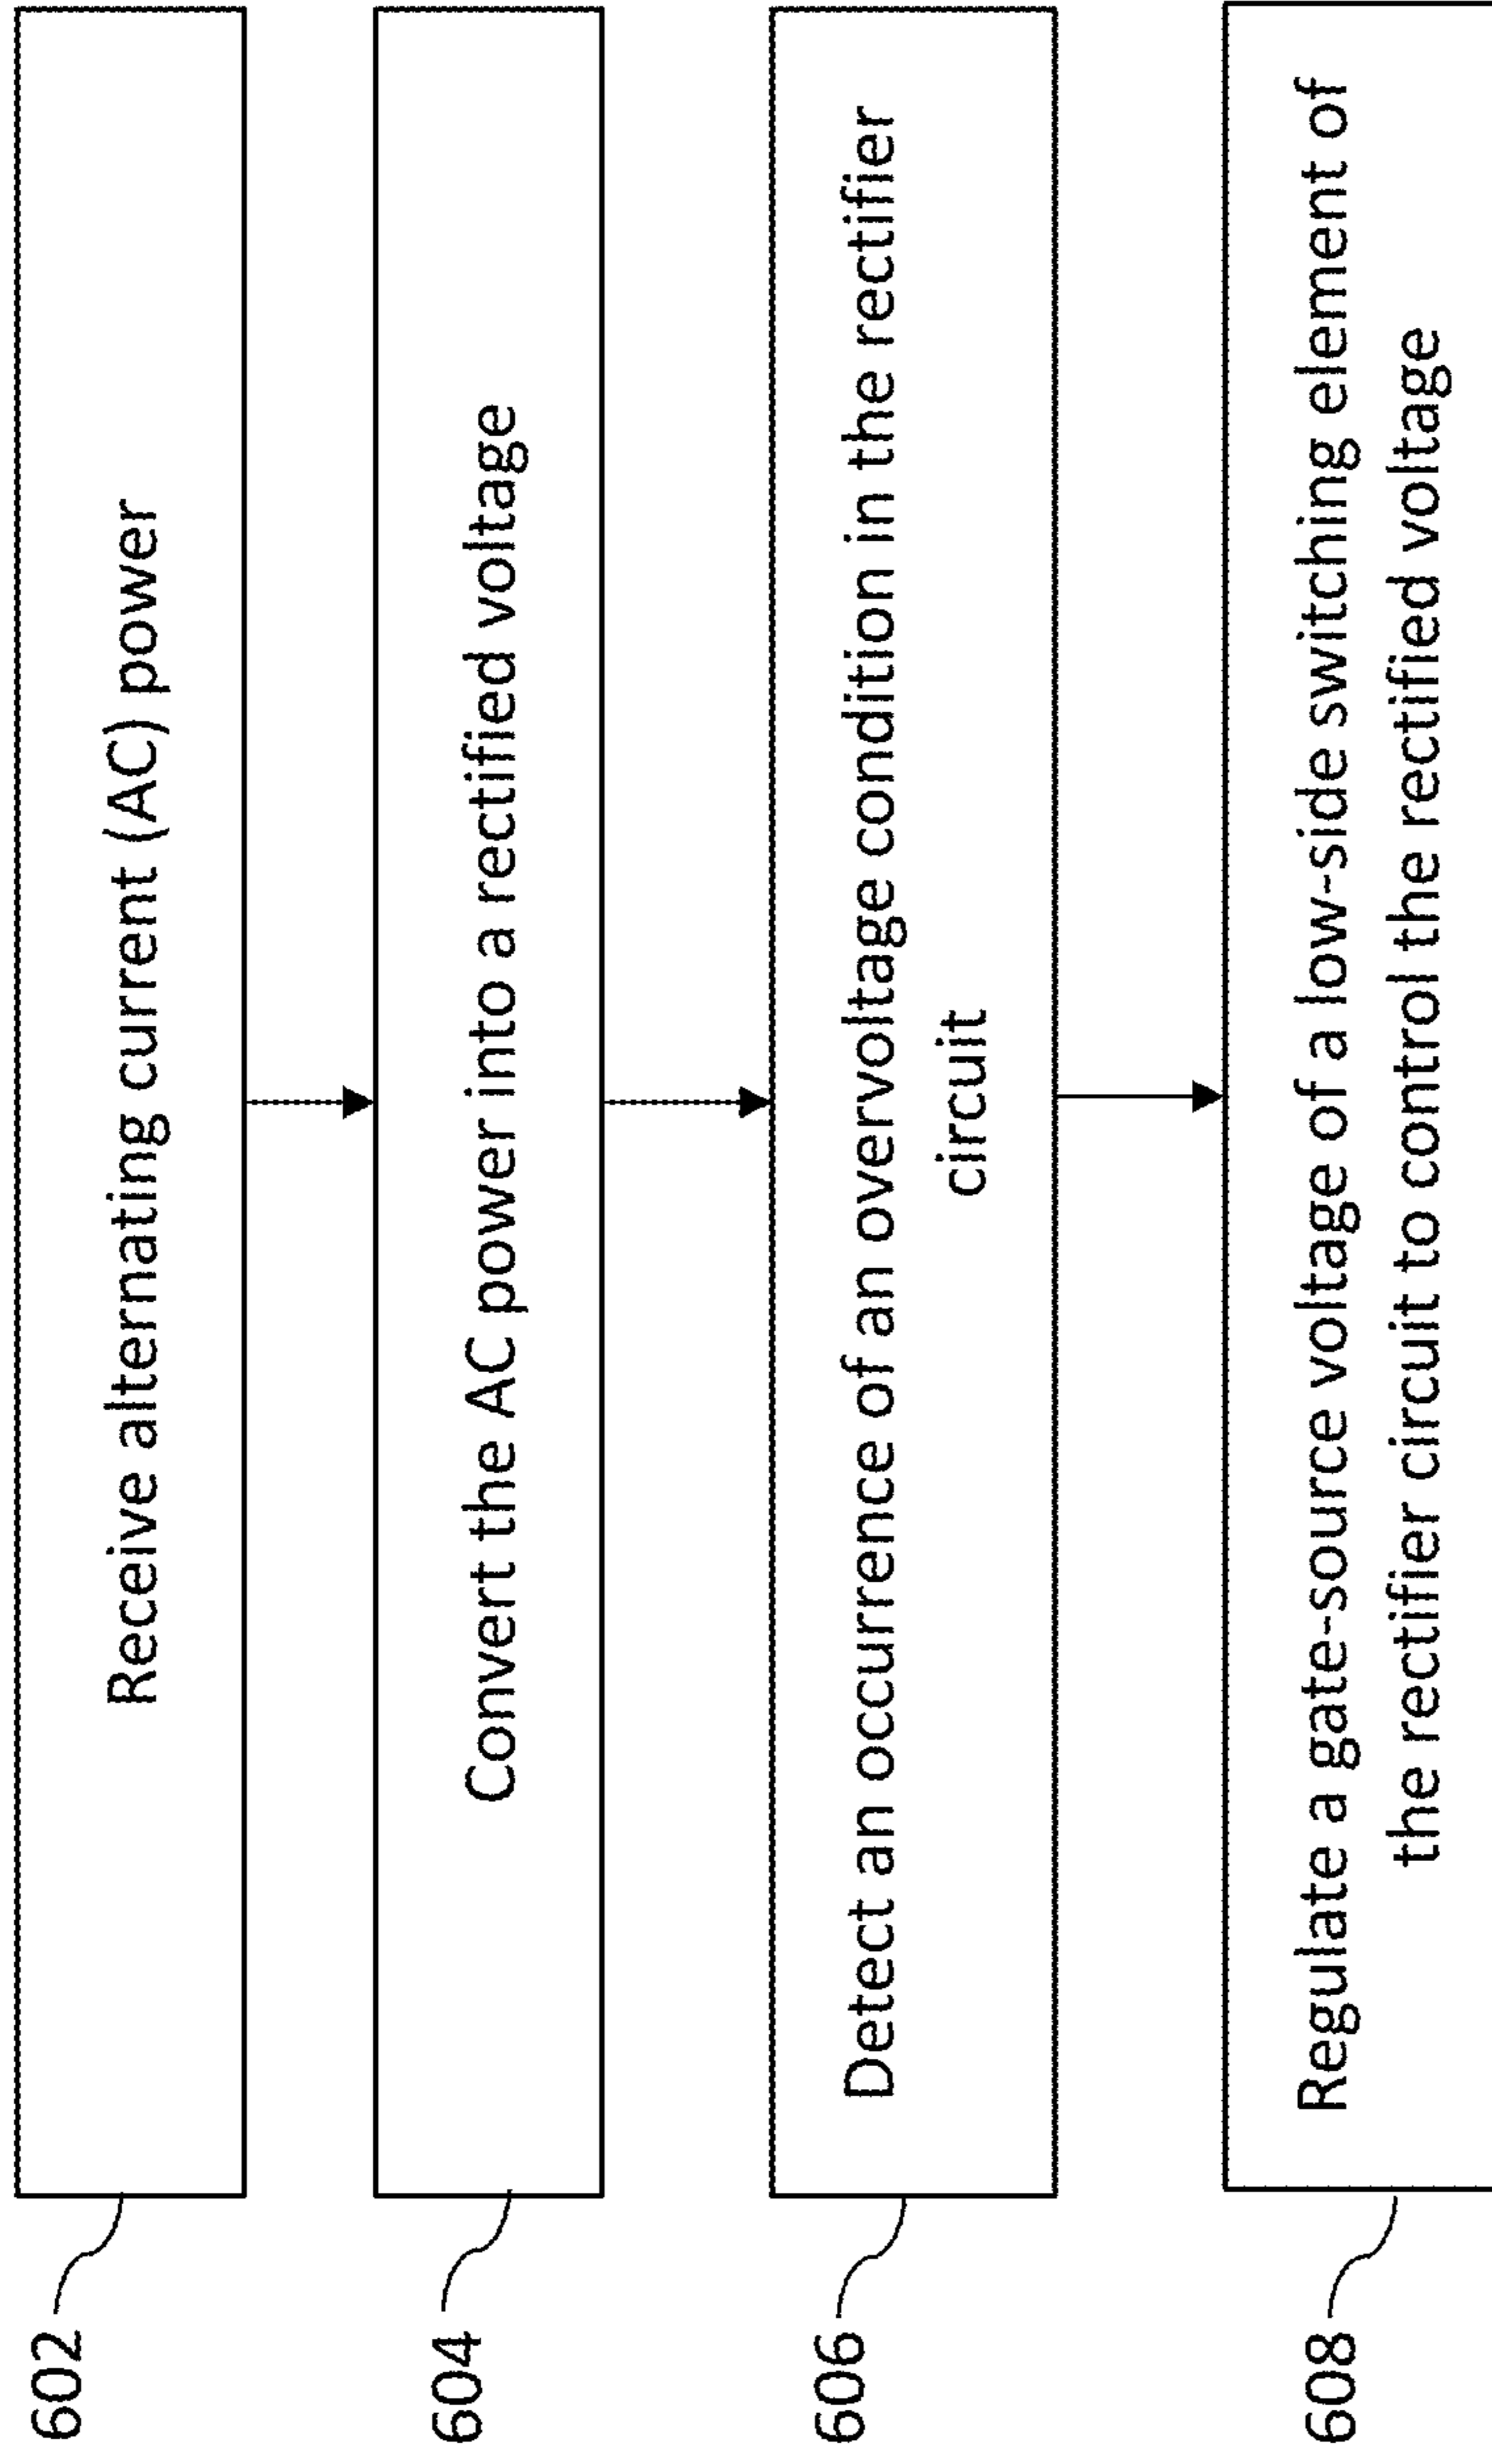 602
Receive alternating current (AC) power
604
Convert the AC power into a rectified voltage
606
Detect an occurrence of an overvoltage condition in the rectifier
circuit
608
Regulate a gate-source voltage of a low-side switching element of
the rectifier circuit to control the rectified voltage